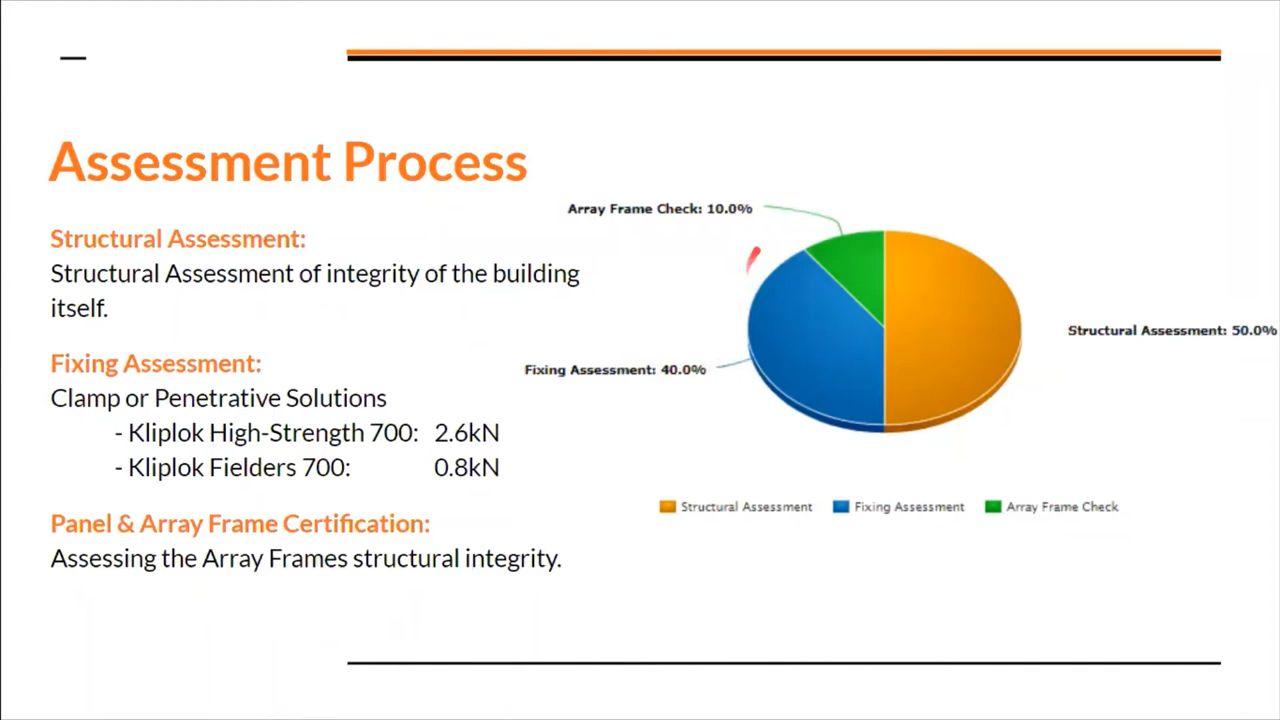 Assessment Process
Structural Assessment:
Structural Assessment of integrity of the building
itself.
Fixing Assessment:
Clamp or Penetrative Solutions
- Kliplok High-Strength 700: 2.6kN
- Kliplok Fielders 700: 0.8kN
Panel & Array Frame Certification:
Assessing the Array Frames structural integrity.
Array Frame Check: 10.0%
Structural Assessment: 50.0%
Fixing Assessment: 40.0%
Structural Assessment Fixing Assessment Array Frame Check